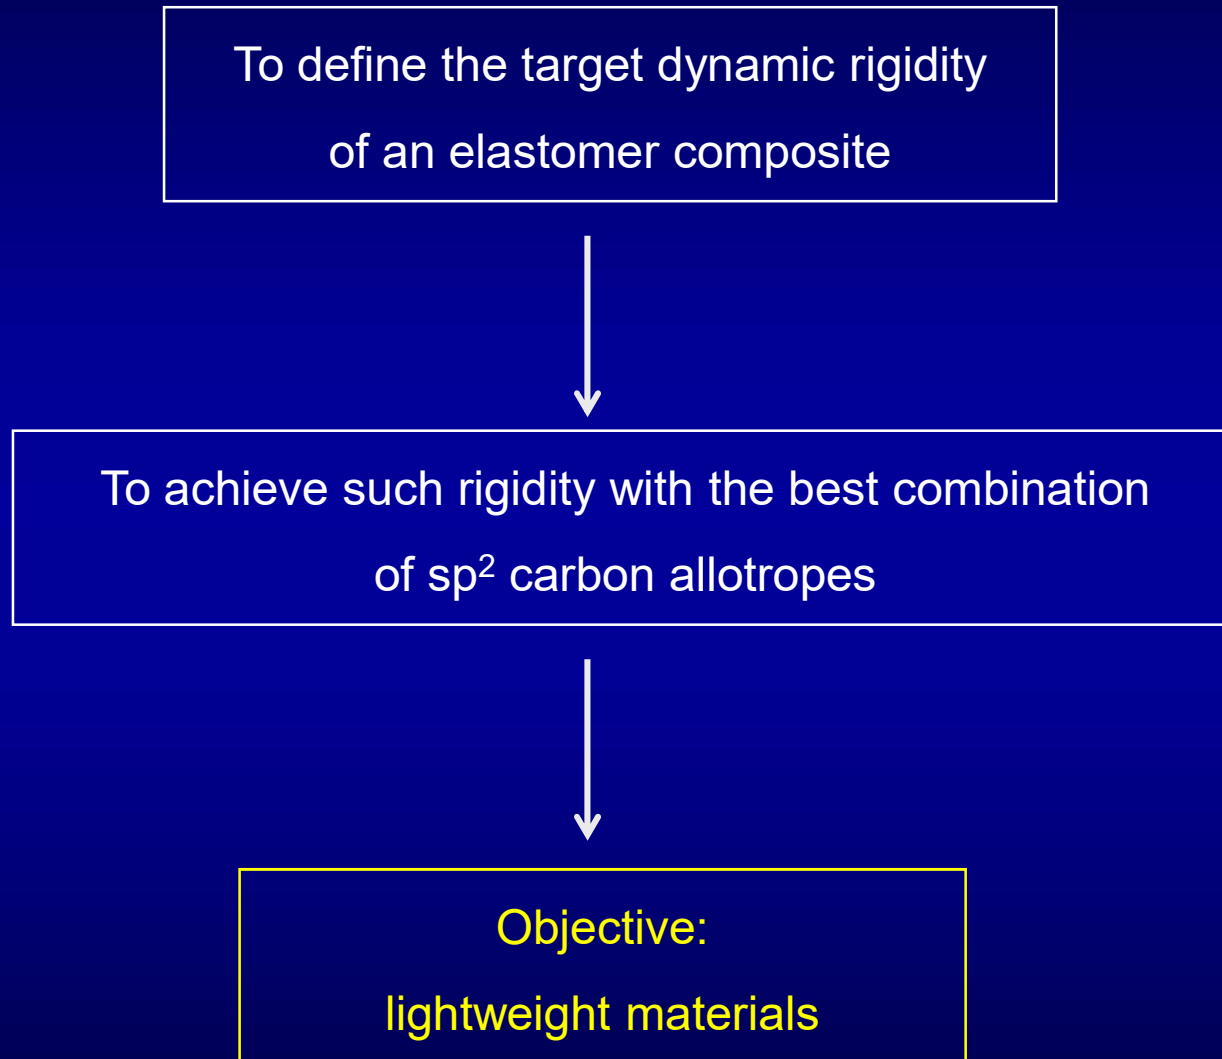 To define the target dynamic rigidity
of an elastomer composite
To achieve such rigidity with the best combination
of sp² carbon allotropes
Objective:
lightweight materials